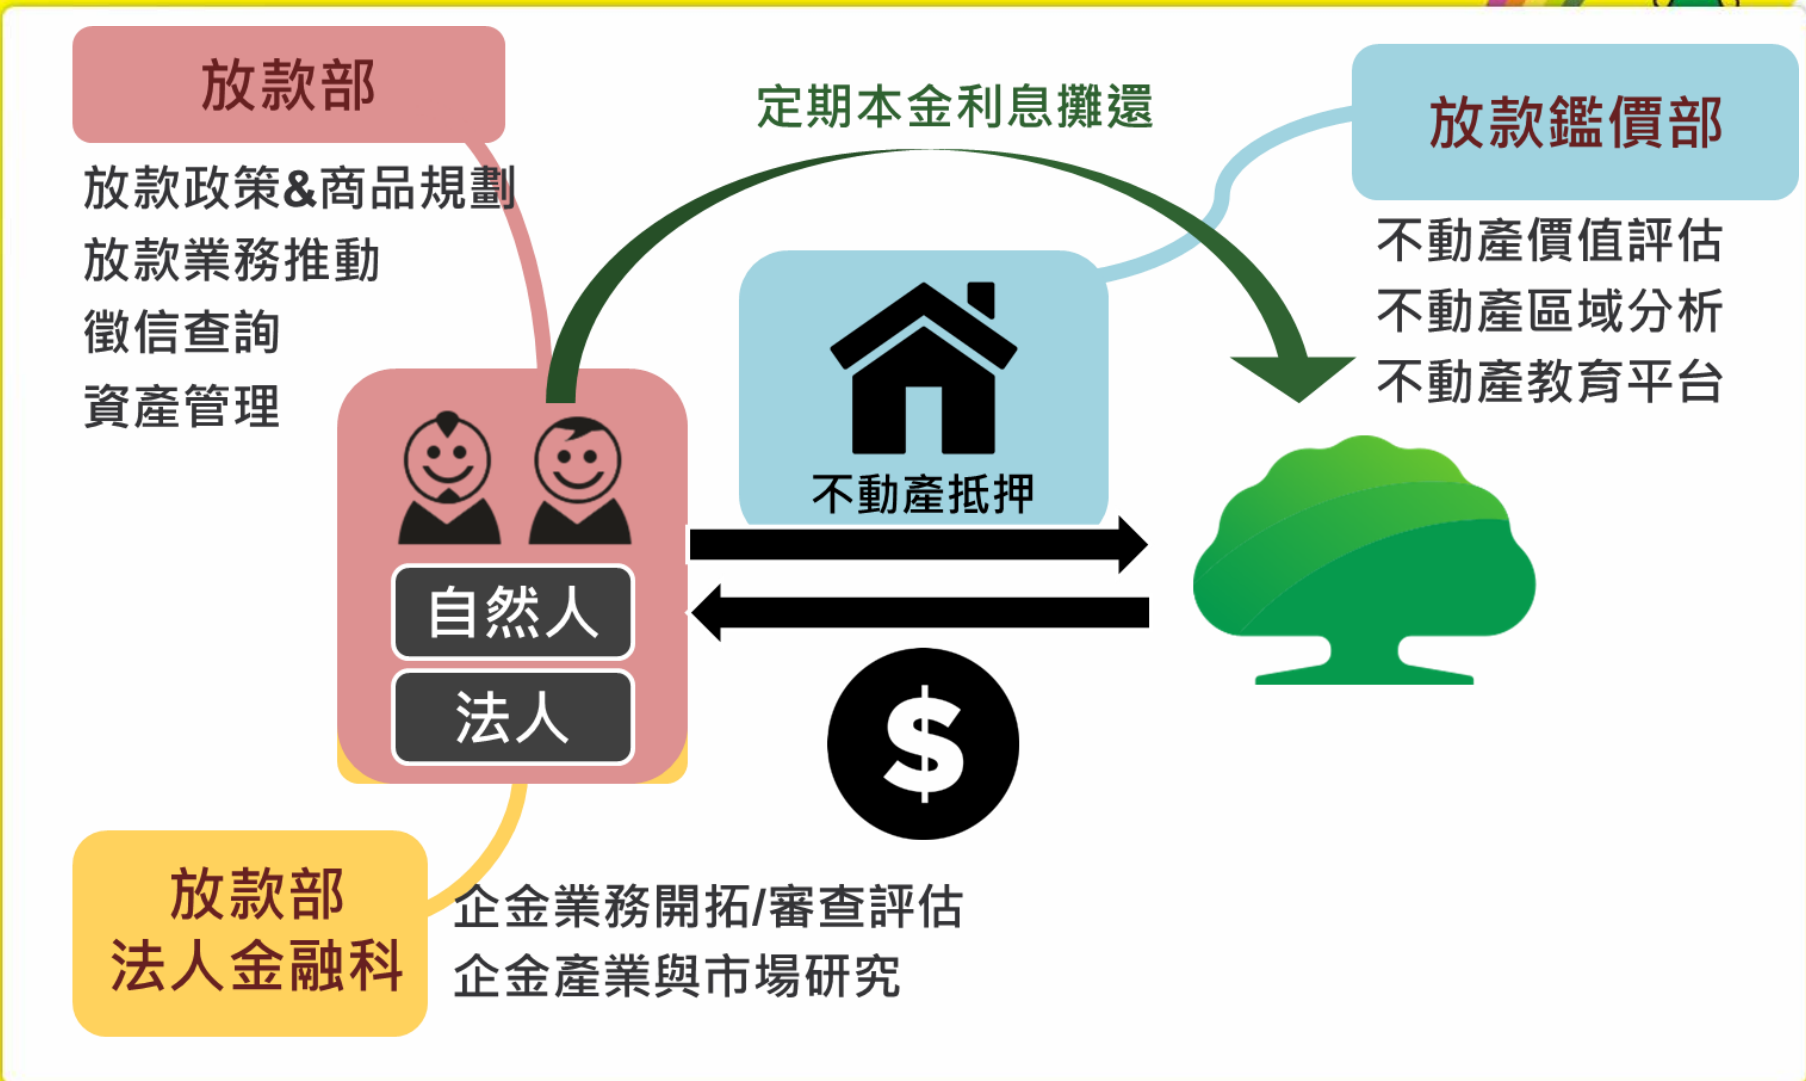 放款部
放款政策&商品規劃
放款業務推動
徵信查詢
資產管理
定期本金利息攤還
放款鑑價部
不動產價值評估
不動產區域分析
不動產教育平台
不動產抵押
自然人
法人
$
放款部
法人金融科
企金業務開拓/審查評估
企金產業與市場研究